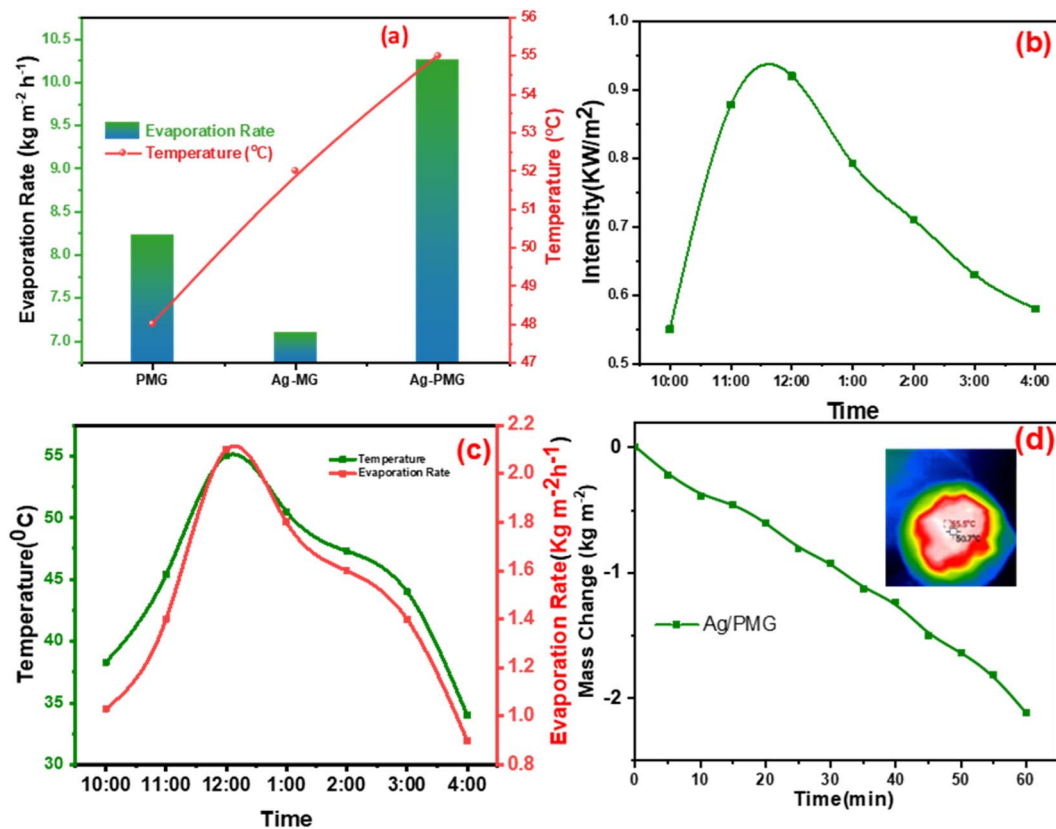 (a)
Evaporation Rate (kg m⁻² h⁻¹)
10.5
10.0
9.5
9.0
8.5
8.0
7.5
7.0
Evaporation Rate
Temperature (⁰C)
PMG
Ag-MG
Ag-PMG
56
55
54
53
52
51
50
49
48
47
Temperature (⁰C)
(b)
Intensity(KW/m²)
1.0
0.9
0.8
0.7
0.6
0.5
10:00
11:00
12:00
1:00
2:00
3:00
4:00
Time
(c)
Temperature(⁰C)
55
50
45
40
35
30
Temperature
Evaporation Rate
10:00
11:00
12:00
1:00
2:00
3:00
4:00
Time
2.2
2.0
1.8
1.6
1.4
1.2
1.0
0.8
Evaporation Rate(Kg m⁻²h⁻¹)
(d)
Mass Change (kg m⁻²)
0
-1
-2
Ag/PMG
0
10
20
30
40
50
60
Time(min)